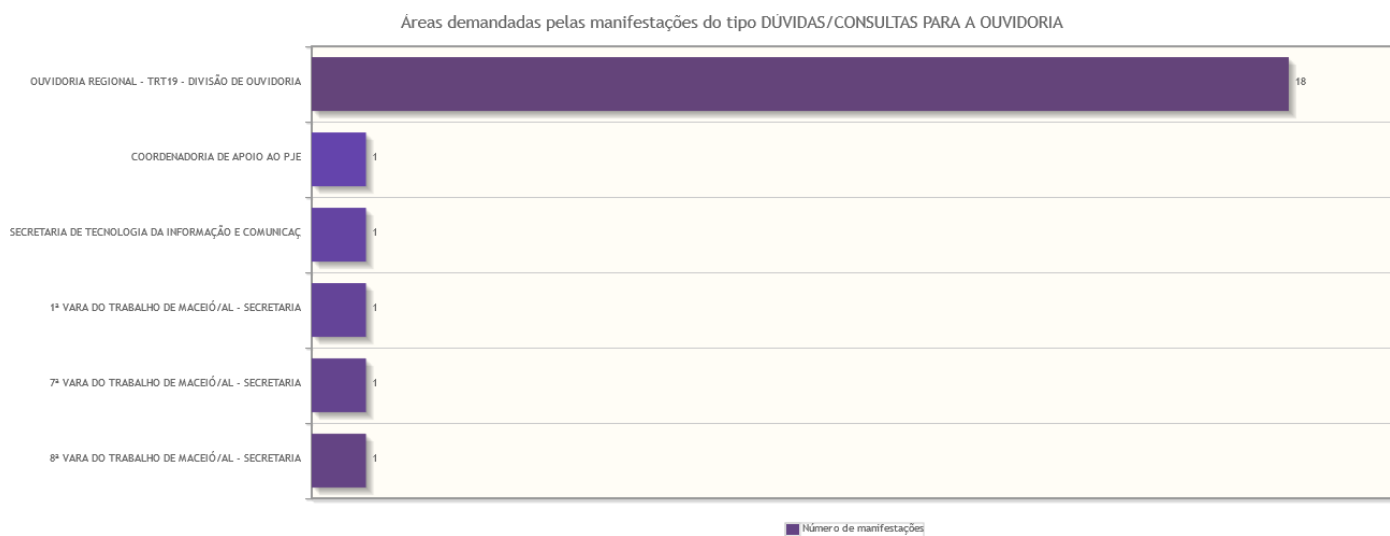 Áreas demandadas pelas manifestações do tipo DÚVIDAS/CONSULTAS PARA A OUVIDORIA
OUVIDORIA REGIONAL - TRT19 - DIVISÃO DE OUVIDORIA
18
COORDENADORIA DE APOIO AO PJE
1
SECRETARIA DE TECNOLOGIA DA INFORMAÇÃO E COMUNICAÇ
1
1ª VARA DO TRABALHO DE MACEIÓ/AL - SECRETARIA
1
7ª VARA DO TRABALHO DE MACEIÓ/AL - SECRETARIA
1
8ª VARA DO TRABALHO DE MACEIÓ/AL - SECRETARIA
1
Número de manifestações